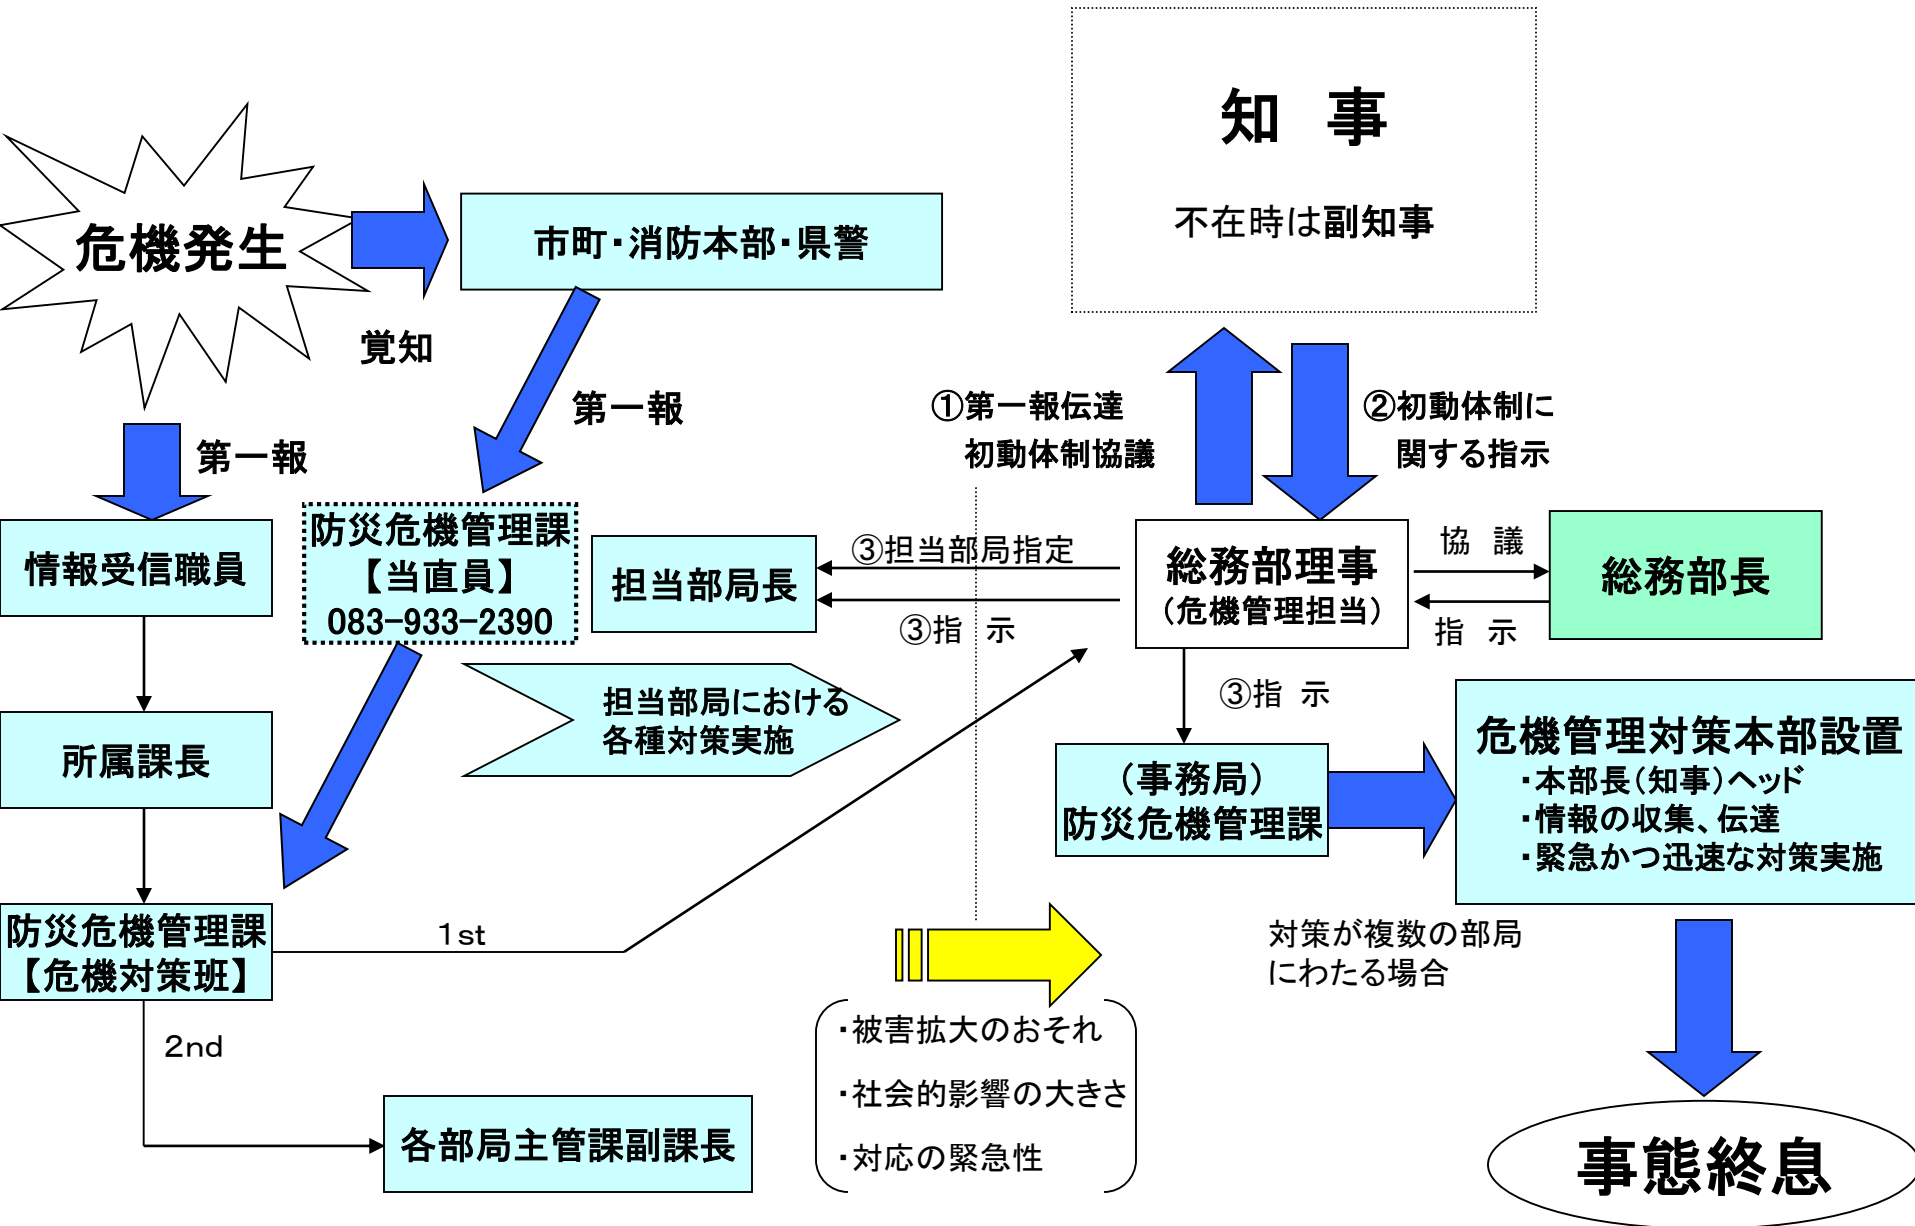 知　事
不在時は副知事
危機発生
市町・消防本部・県警
覚知
第一報
第一報
①第一報伝達
初動体制協議
②初動体制に
関する指示
情報受信職員
防災危機管理課
【当直員】
083-933-2390
担当部局長
③担当部局指定
③指　示
総務部理事
（危機管理担当）
協　議
指　示
総務部長
担当部局における
各種対策実施
③指　示
所属課長
（事務局）
防災危機管理課
危機管理対策本部設置
・本部長（知事）ヘッド
・情報の収集、伝達
・緊急かつ迅速な対策実施
防災危機管理課
【危機対策班】
1st
対策が複数の部局
にわたる場合
2nd
・被害拡大のおそれ
・社会的影響の大きさ
・対応の緊急性
各部局主管課副課長
事態終息